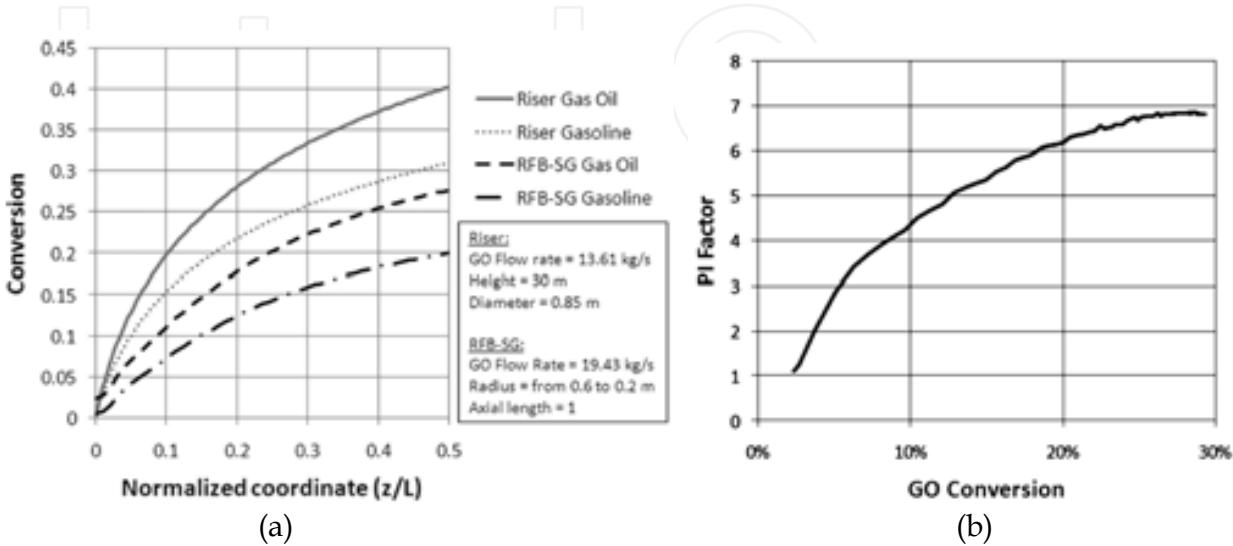 0.45
0.4
0.35
0.3
0.25
0.2
0.15
0.1
0.05
0
Conversion
0 0.1 0.2 0.3 0.4 0.5
Normalized coordinate (z/L)
(a)
Riser Gas Oil
Riser Gasoline
RFB-SG Gas Oil
RFB-SG Gasoline
Riser:
GO Flow rate = 13.61 kg/s
Height = 30 m
Diameter = 0.85 m
RFB-SG:
GO Flow Rate = 19.43 kg/s
Radius = from 0.6 to 0.2 m
Axial length = 1
8
7
6
5
4
3
2
1
0
PI Factor
0% 10% 20% 30%
GO Conversion
(b)